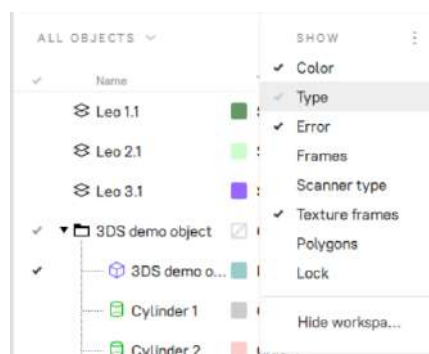 ALL OBJECTS
SHOW
Color
Name
Type
Leo 1.1
Error
Leo 2.1
Frames
Leo 3.1
Scanner type
Texture frames
3DS demo object
Polygons
3DS demo o...
Lock
Cylinder 1
Hide workspa...
Cylinder 2